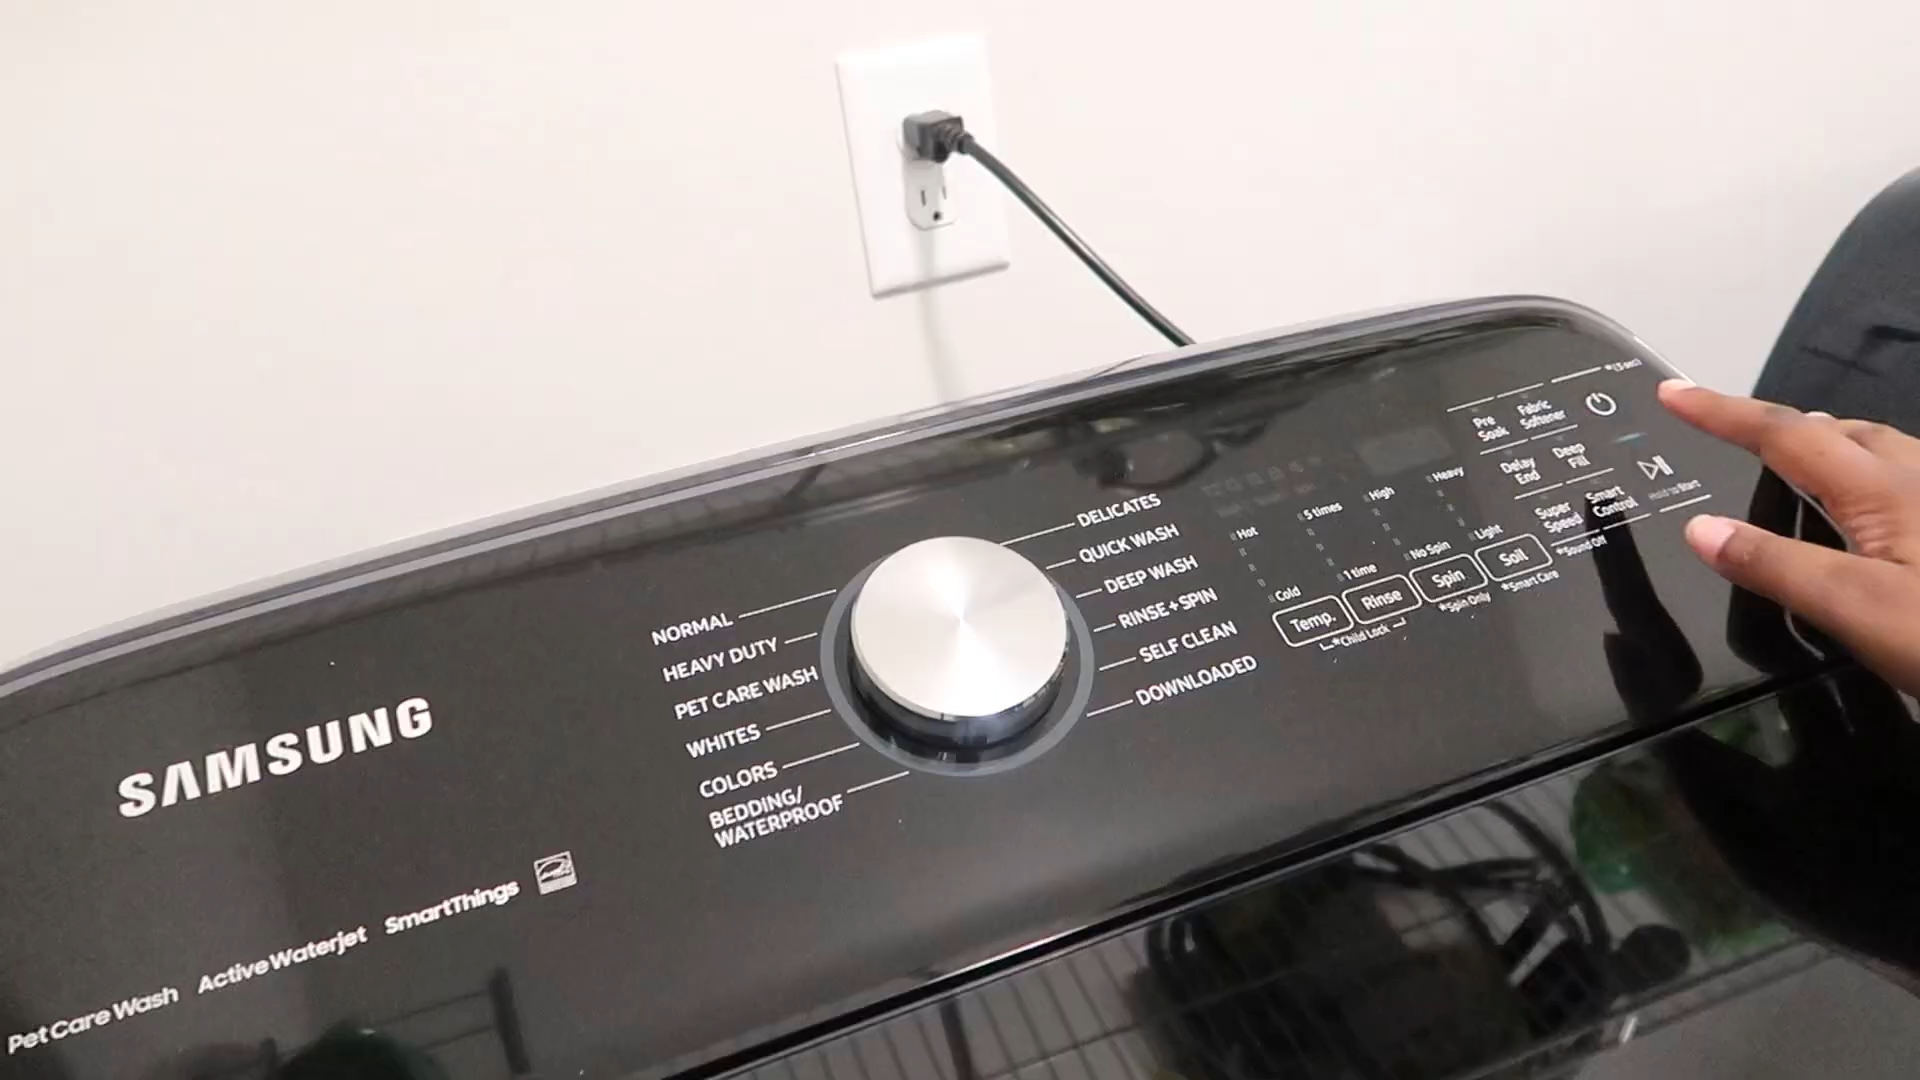 *(3 sec)
Pre
Soak
Fabric
Softener
Delay
End
Deep
Fill
Super
Speed
Smart
Control
Hold to Start
*Sound Off
DELICATES
QUICK WASH
DEEP WASH
RINSE+SPIN
SELF CLEAN
DOWNLOADED
NORMAL
HEAVY DUTY
PET CARE WASH
WHITES
COLORS
BEDDING/
WATERPROOF
Hot
5 times
High
Heavy
Cold
1 time
No Spin
Light
Temp.
Rinse
Spin
Soil
*Child Lock
*Spin Only
*Smart Care
SAMSUNG
Pet Care Wash Active Waterjet SmartThings